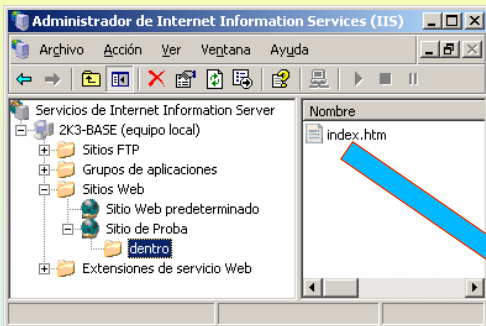 Administrador de Internet Information Services (IIS)
Archivo Acción Ver Ventana Ayuda
Servicios de Internet Information Server
2K3-BASE (equipo local)
Sitios FTP
Grupos de aplicaciones
Sitios Web
Sitio Web predeterminado
Sitio de Proba
dentro
Extensiones de servicio Web
Nombre
index.htm